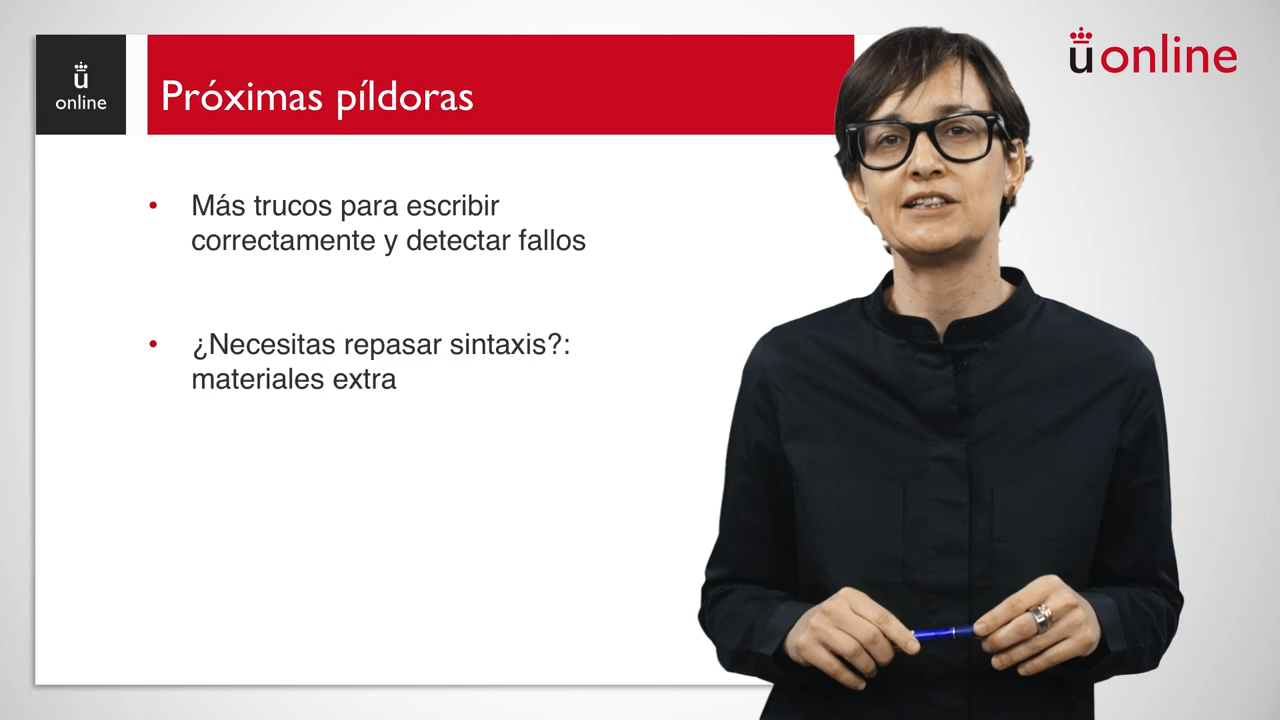 ü
online
Próximas píldoras
üonline
Más trucos para escribir
correctamente y detectar fallos
¿Necesitas repasar sintaxis?:
materiales extra